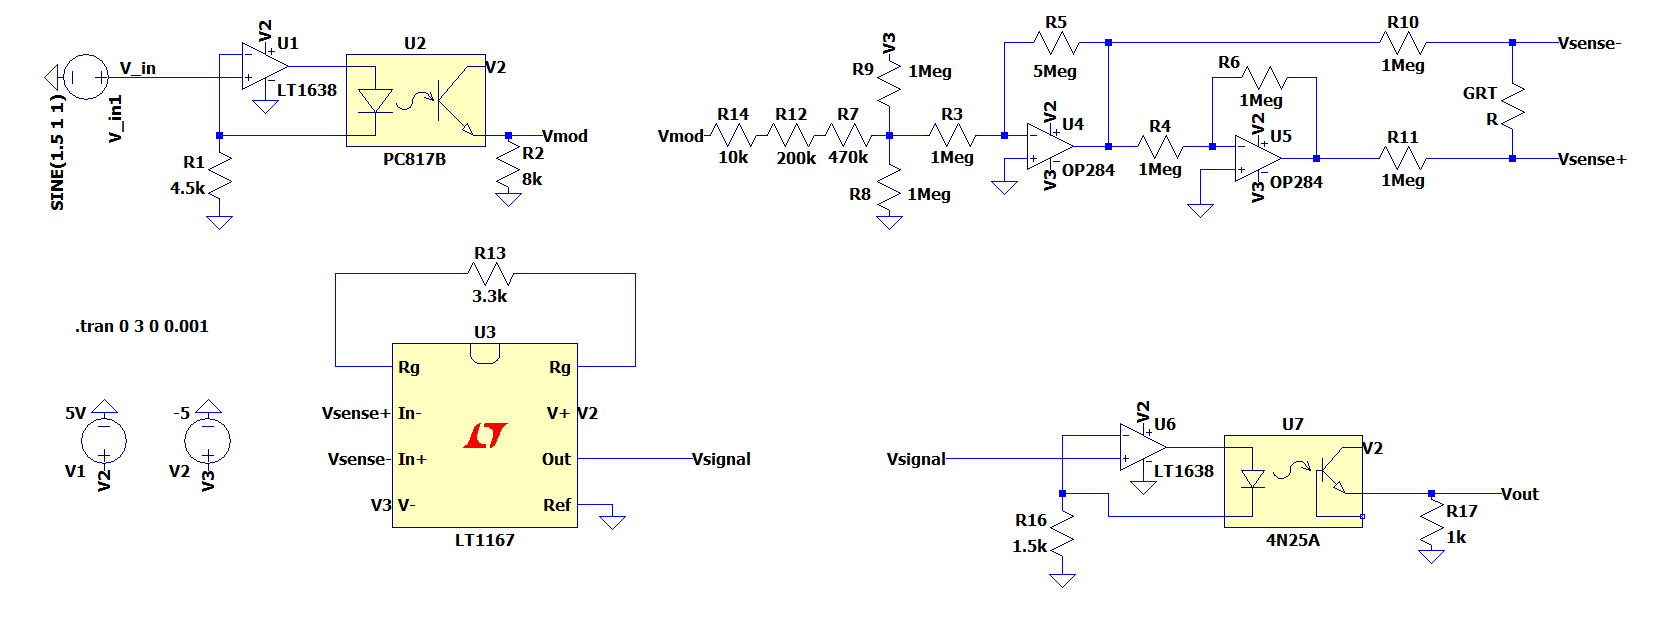 SINE(1.5 1 1)
V_in1
V_in
V2
U1
LT1638
R1
4.5k
U2
V2
PC817B
Vmod
R2
8k
Vmod
R14
10k
R12
200k
R7
470k
V3
R9
1Meg
R8
1Meg
R3
1Meg
R5
5Meg
V2
U4
V3
OP284
R4
1Meg
R6
1Meg
V2
U5
V3
OP284
R10
1Meg
R11
1Meg
Vsense-
GRT
R
Vsense+
.tran 0 3 0 0.001
5V
V1
V2
-5
V2
V3
R13
3.3k
U3
Rg
Rg
Vsense+
In-
V+
V2
Vsense-
In+
Out
Vsignal
V3
V-
Ref
LT1167
Vsignal
V2
U6
LT1638
R16
1.5k
U7
V2
4N25A
Vout
R17
1k